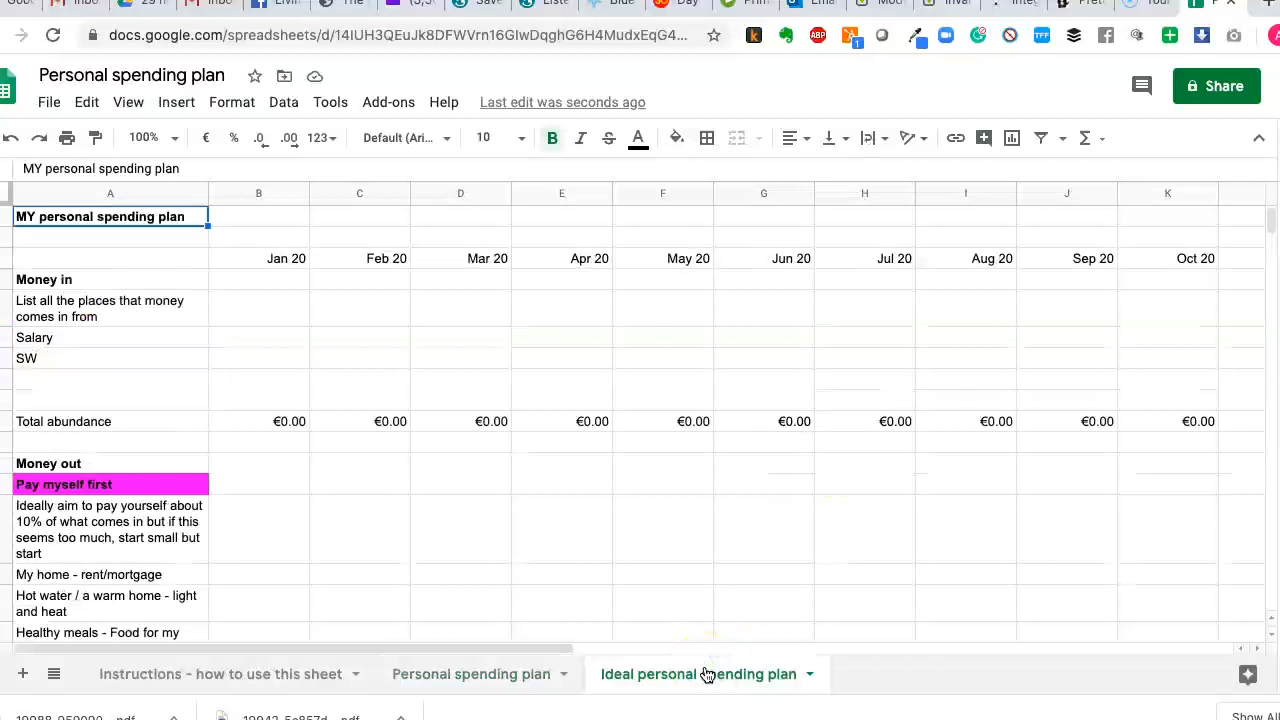 docs.google.com/spreadsheets/d/14IUH3QEuJk8DFWVrn16GlwDqghG6H4MudxEqG4...
ABP
1
TFF
Personal spending plan
File Edit View Insert Format Data Tools Add-ons Help Last edit was seconds ago
Share
100% € % .0 .00 123 Default (Ari... 10 B I S A
MY personal spending plan
A B C D E F G H I J K
MY personal spending plan
Jan 20 Feb 20 Mar 20 Apr 20 May 20 Jun 20 Jul 20 Aug 20 Sep 20 Oct 20
Money in
List all the places that money
comes in from
Salary
SW
Total abundance €0.00 €0.00 €0.00 €0.00 €0.00 €0.00 €0.00 €0.00 €0.00 €0.00
Money out
Pay myself first
Ideally aim to pay yourself about
10% of what comes in but if this
seems too much, start small but
start
My home - rent/mortgage
Hot water / a warm home - light
and heat
Healthy meals - Food for my
Instructions - how to use this sheet Personal spending plan Ideal personal spending plan
Show All